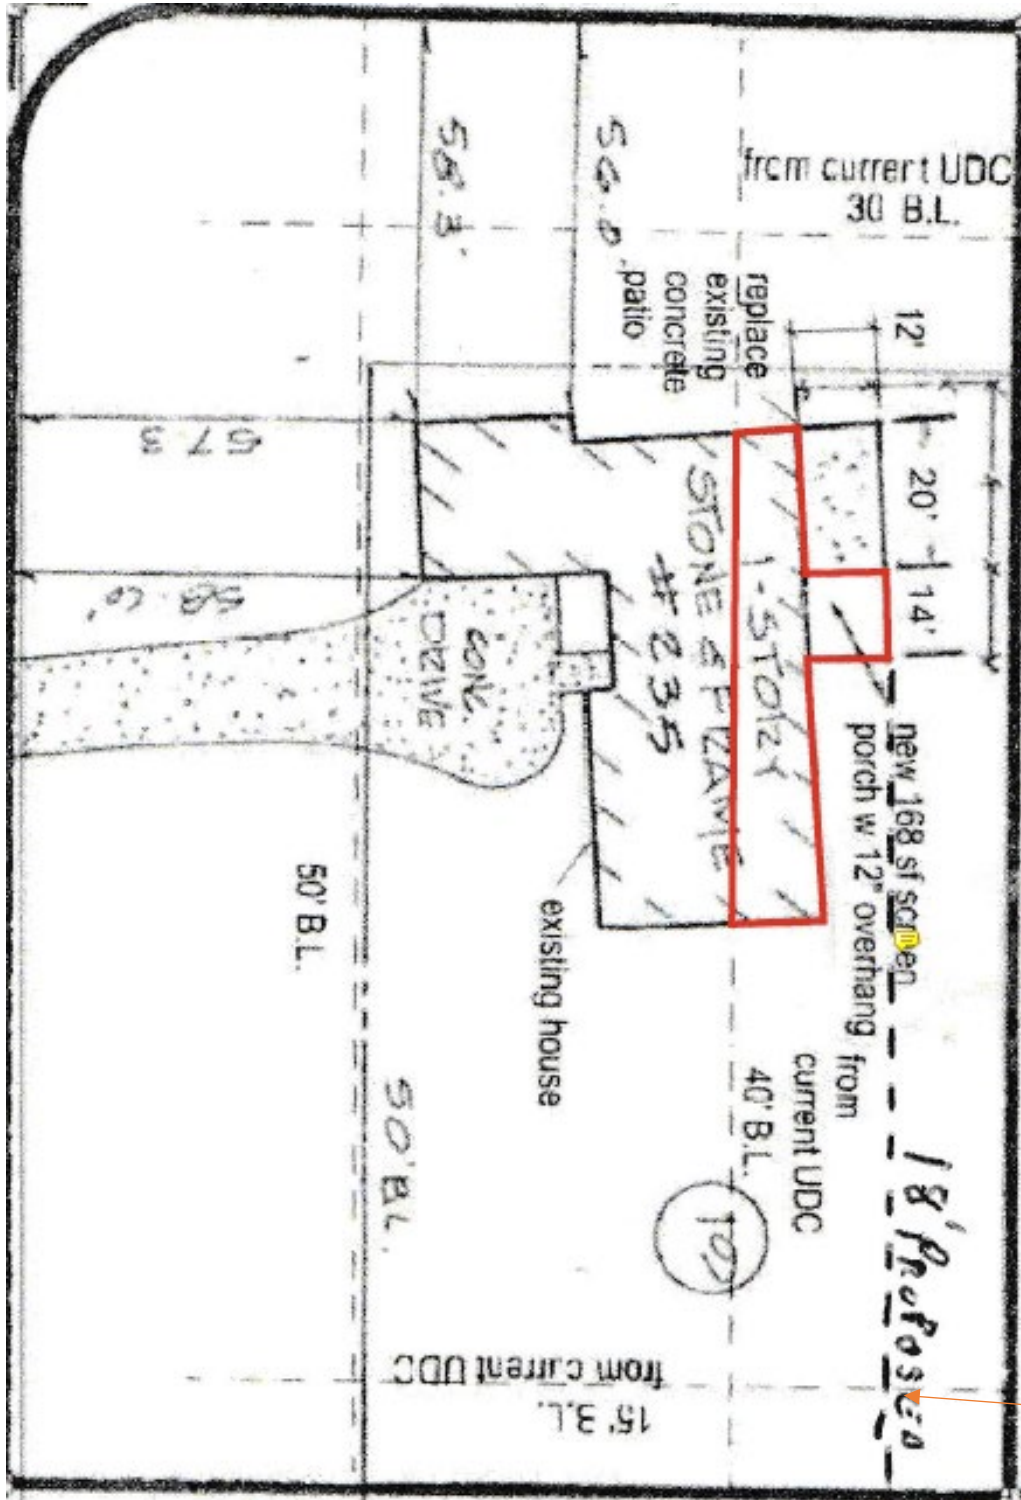 from current UDC
30 B.L.
58.3'
56.0
replace
existing
concrete
patio
12'
20'
14'
57.3
58.6'
CONC.
DRIVE
1-STORY
STONE & FRAME
#235
new 168 sf screen
porch w 12" overhang
existing house
50' B.L.
50' BL.
from
current UDC
40' B.L.
18' PROPOSED
from current UDC
15' B.L.